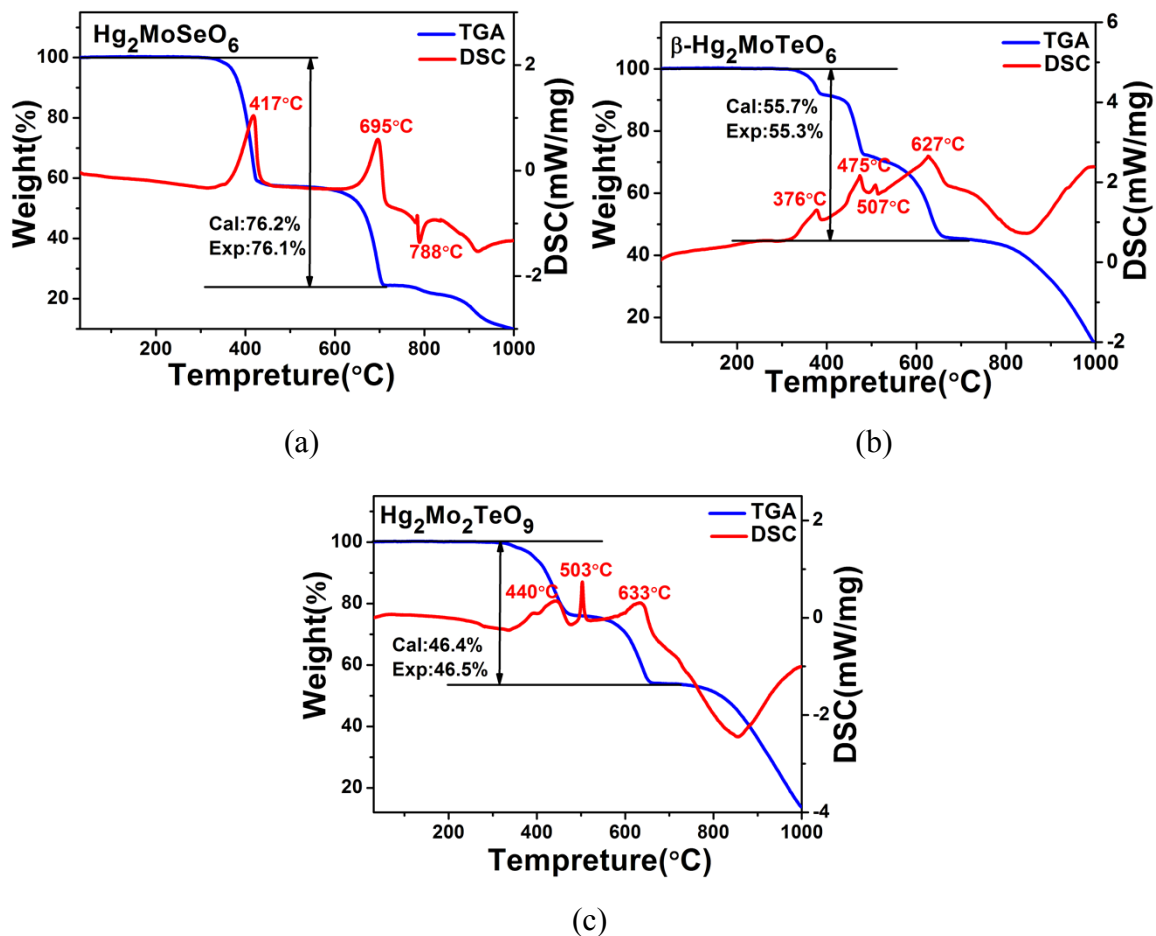 Hg₂MoSeO₆
TGA
DSC
417°C
695°C
788°C
Cal:76.2%
Exp:76.1%
Weight(%)
100
80
60
40
20
DSC(mW/mg)
2
0
-2
200 400 600 800 1000
Tempreture(°C)
(a)
β-Hg₂MoTeO₆
TGA
DSC
Cal:55.7%
Exp:55.3%
376°C
475°C
507°C
627°C
Weight(%)
100
80
60
40
20
DSC(mW/mg)
6
4
2
0
-2
200 400 600 800 1000
Tempreture(°C)
(b)
Hg₂Mo₂TeO₉
TGA
DSC
440°C
503°C
633°C
Cal:46.4%
Exp:46.5%
Weight(%)
100
80
60
40
20
DSC(mW/mg)
2
0
-2
-4
200 400 600 800 1000
Tempreture(°C)
(c)